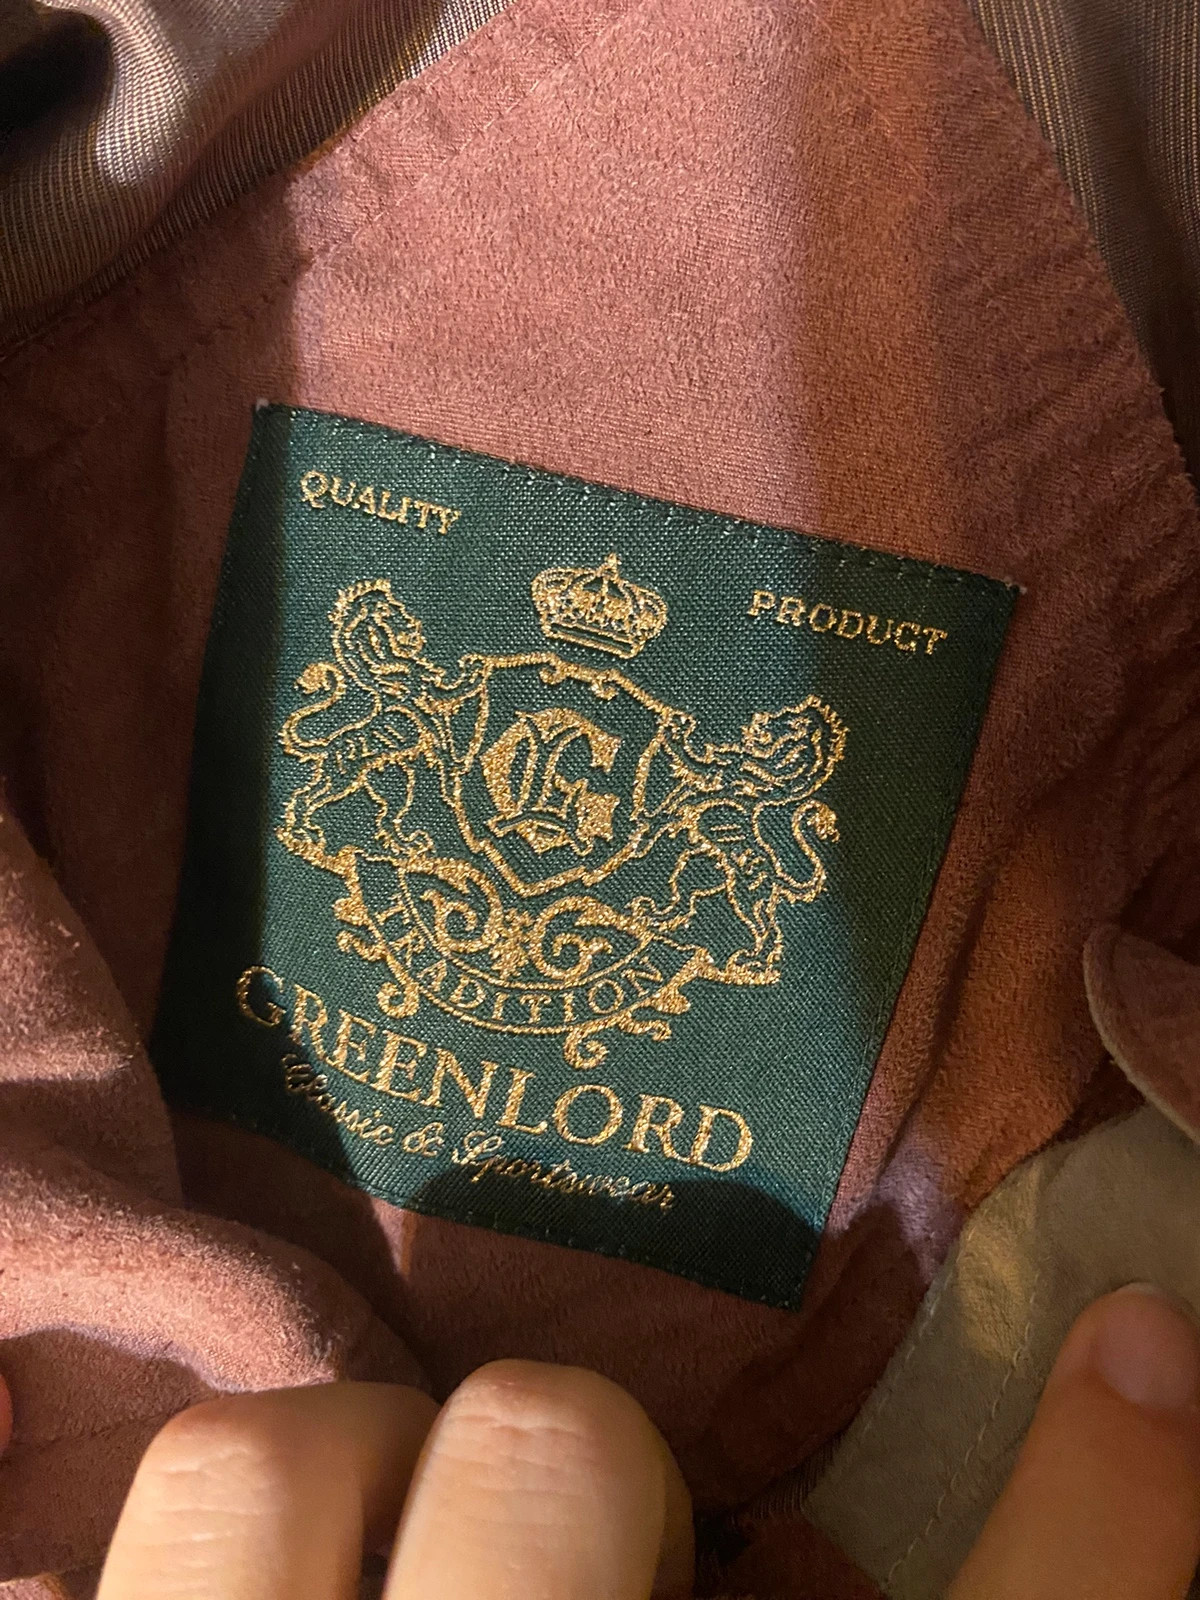 QUALITY
PRODUCT
G
TRADITION
GREENLORD
Classic & Sportswear